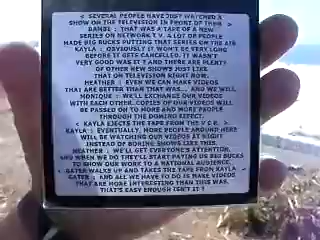 < SEVERAL PEOPLE HAVE JUST WATCHED A
SHOW ON THE TELEVISION IN FRONT OF THEM >
DANSE : THAT WAS A TAPE OF A NEW
SERIES ON NETWORK T.V. A LOT OF PEOPLE
MADE BIG BUCKS PUTTING THAT SERIES ON THE AIR
KAYLA : OBVIOUSLY IT WON'T BE VERY LONG
BEFORE IT GETS CANCELLED. IT WASN'T
VERY GOOD WAS IT ? AND THERE ARE PLENTY
OF OTHER NEW SHOWS JUST LIKE
THAT ON TELEVISION RIGHT NOW.
HEATHER : EVEN WE CAN MAKE VIDEOS
THAT ARE BETTER THAN THAT WAS... AND WE WILL
MONIQUE : WE'LL EXCHANGE OUR VIDEOS
WITH EACH OTHER. COPIES OF OUR VIDEOS WILL
BE PASSED ON TO MORE AND MORE PEOPLE
THROUGH THE DOMINO EFFECT.
< KAYLA EJECTS THE TAPE FROM THE V.C.R. >
KAYLA : EVENTUALLY, MORE PEOPLE AROUND HERE
WILL BE WATCHING OUR VIDEOS AT NIGHT
INSTEAD OF BORING SHOWS LIKE THIS.
HEATHER : WE'LL GET EVERYONE'S ATTENTION,
AND WHEN WE DO THEY'LL START PAYING US BIG BUCKS
TO SHOW OUR WORK TO A NATIONAL AUDIENCE.
< GATER WALKS UP AND TAKES THE TAPE FROM KAYLA >
GATER : AND ALL WE HAVE TO DO IS MAKE VIDEOS
THAT ARE MORE INTERESTING THAN THIS WAS.
THAT'S EASY ENOUGH ISN'T IT ?